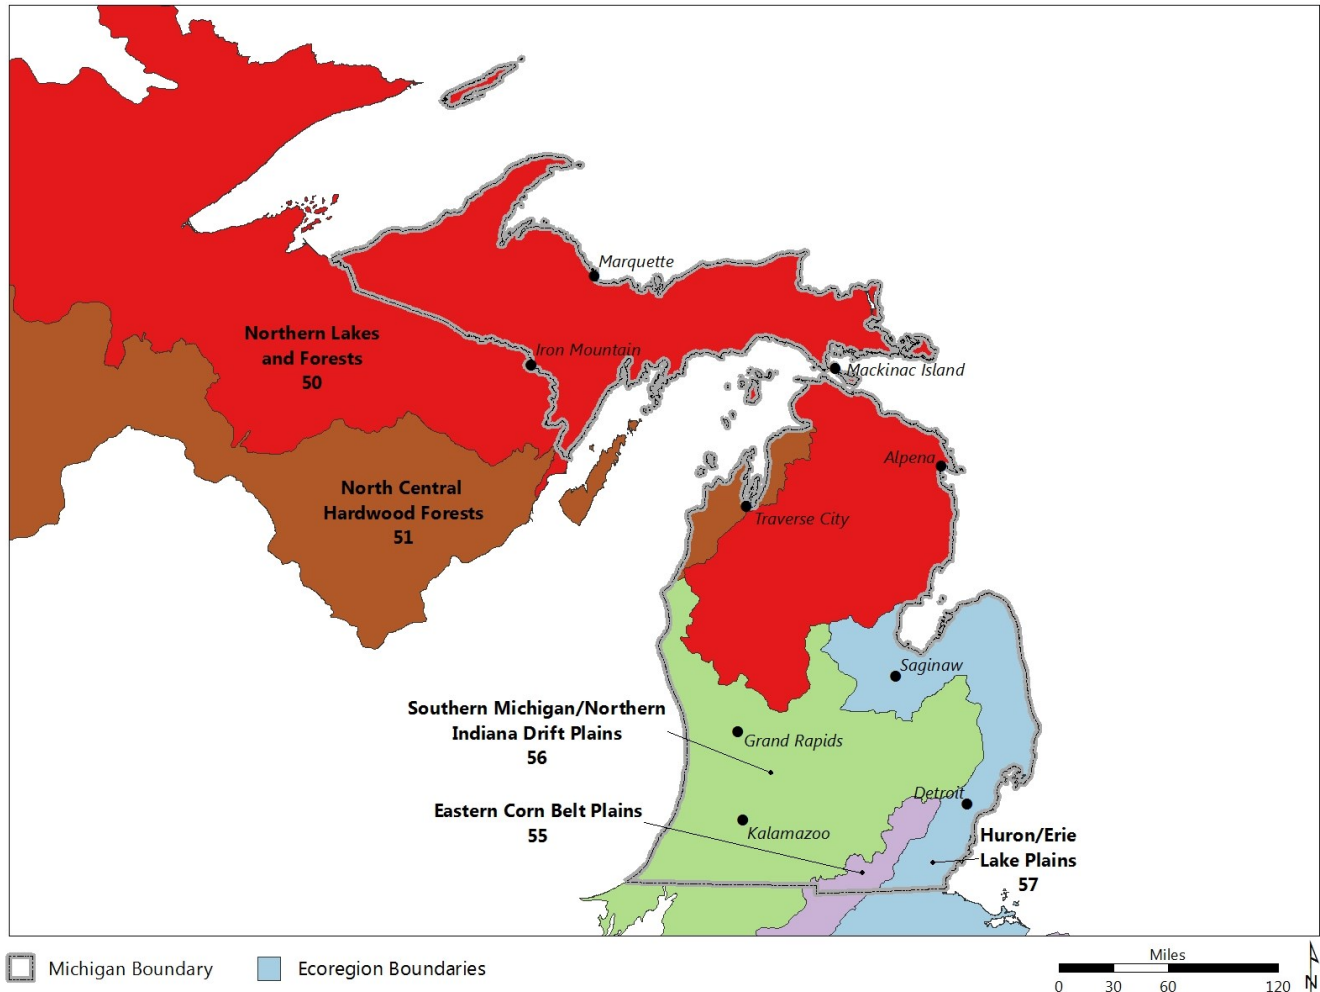 Marquette
Northern Lakes
and Forests
50
Iron Mountain
Mackinac Island
Alpena
North Central
Hardwood Forests
51
Traverse City
Saginaw
Southern Michigan/Northern
Indiana Drift Plains
56
Grand Rapids
Detroit
Eastern Corn Belt Plains
55
Kalamazoo
Huron/Erie
Lake Plains
57
Michigan Boundary
Ecoregion Boundaries
Miles
0 30 60 120
N